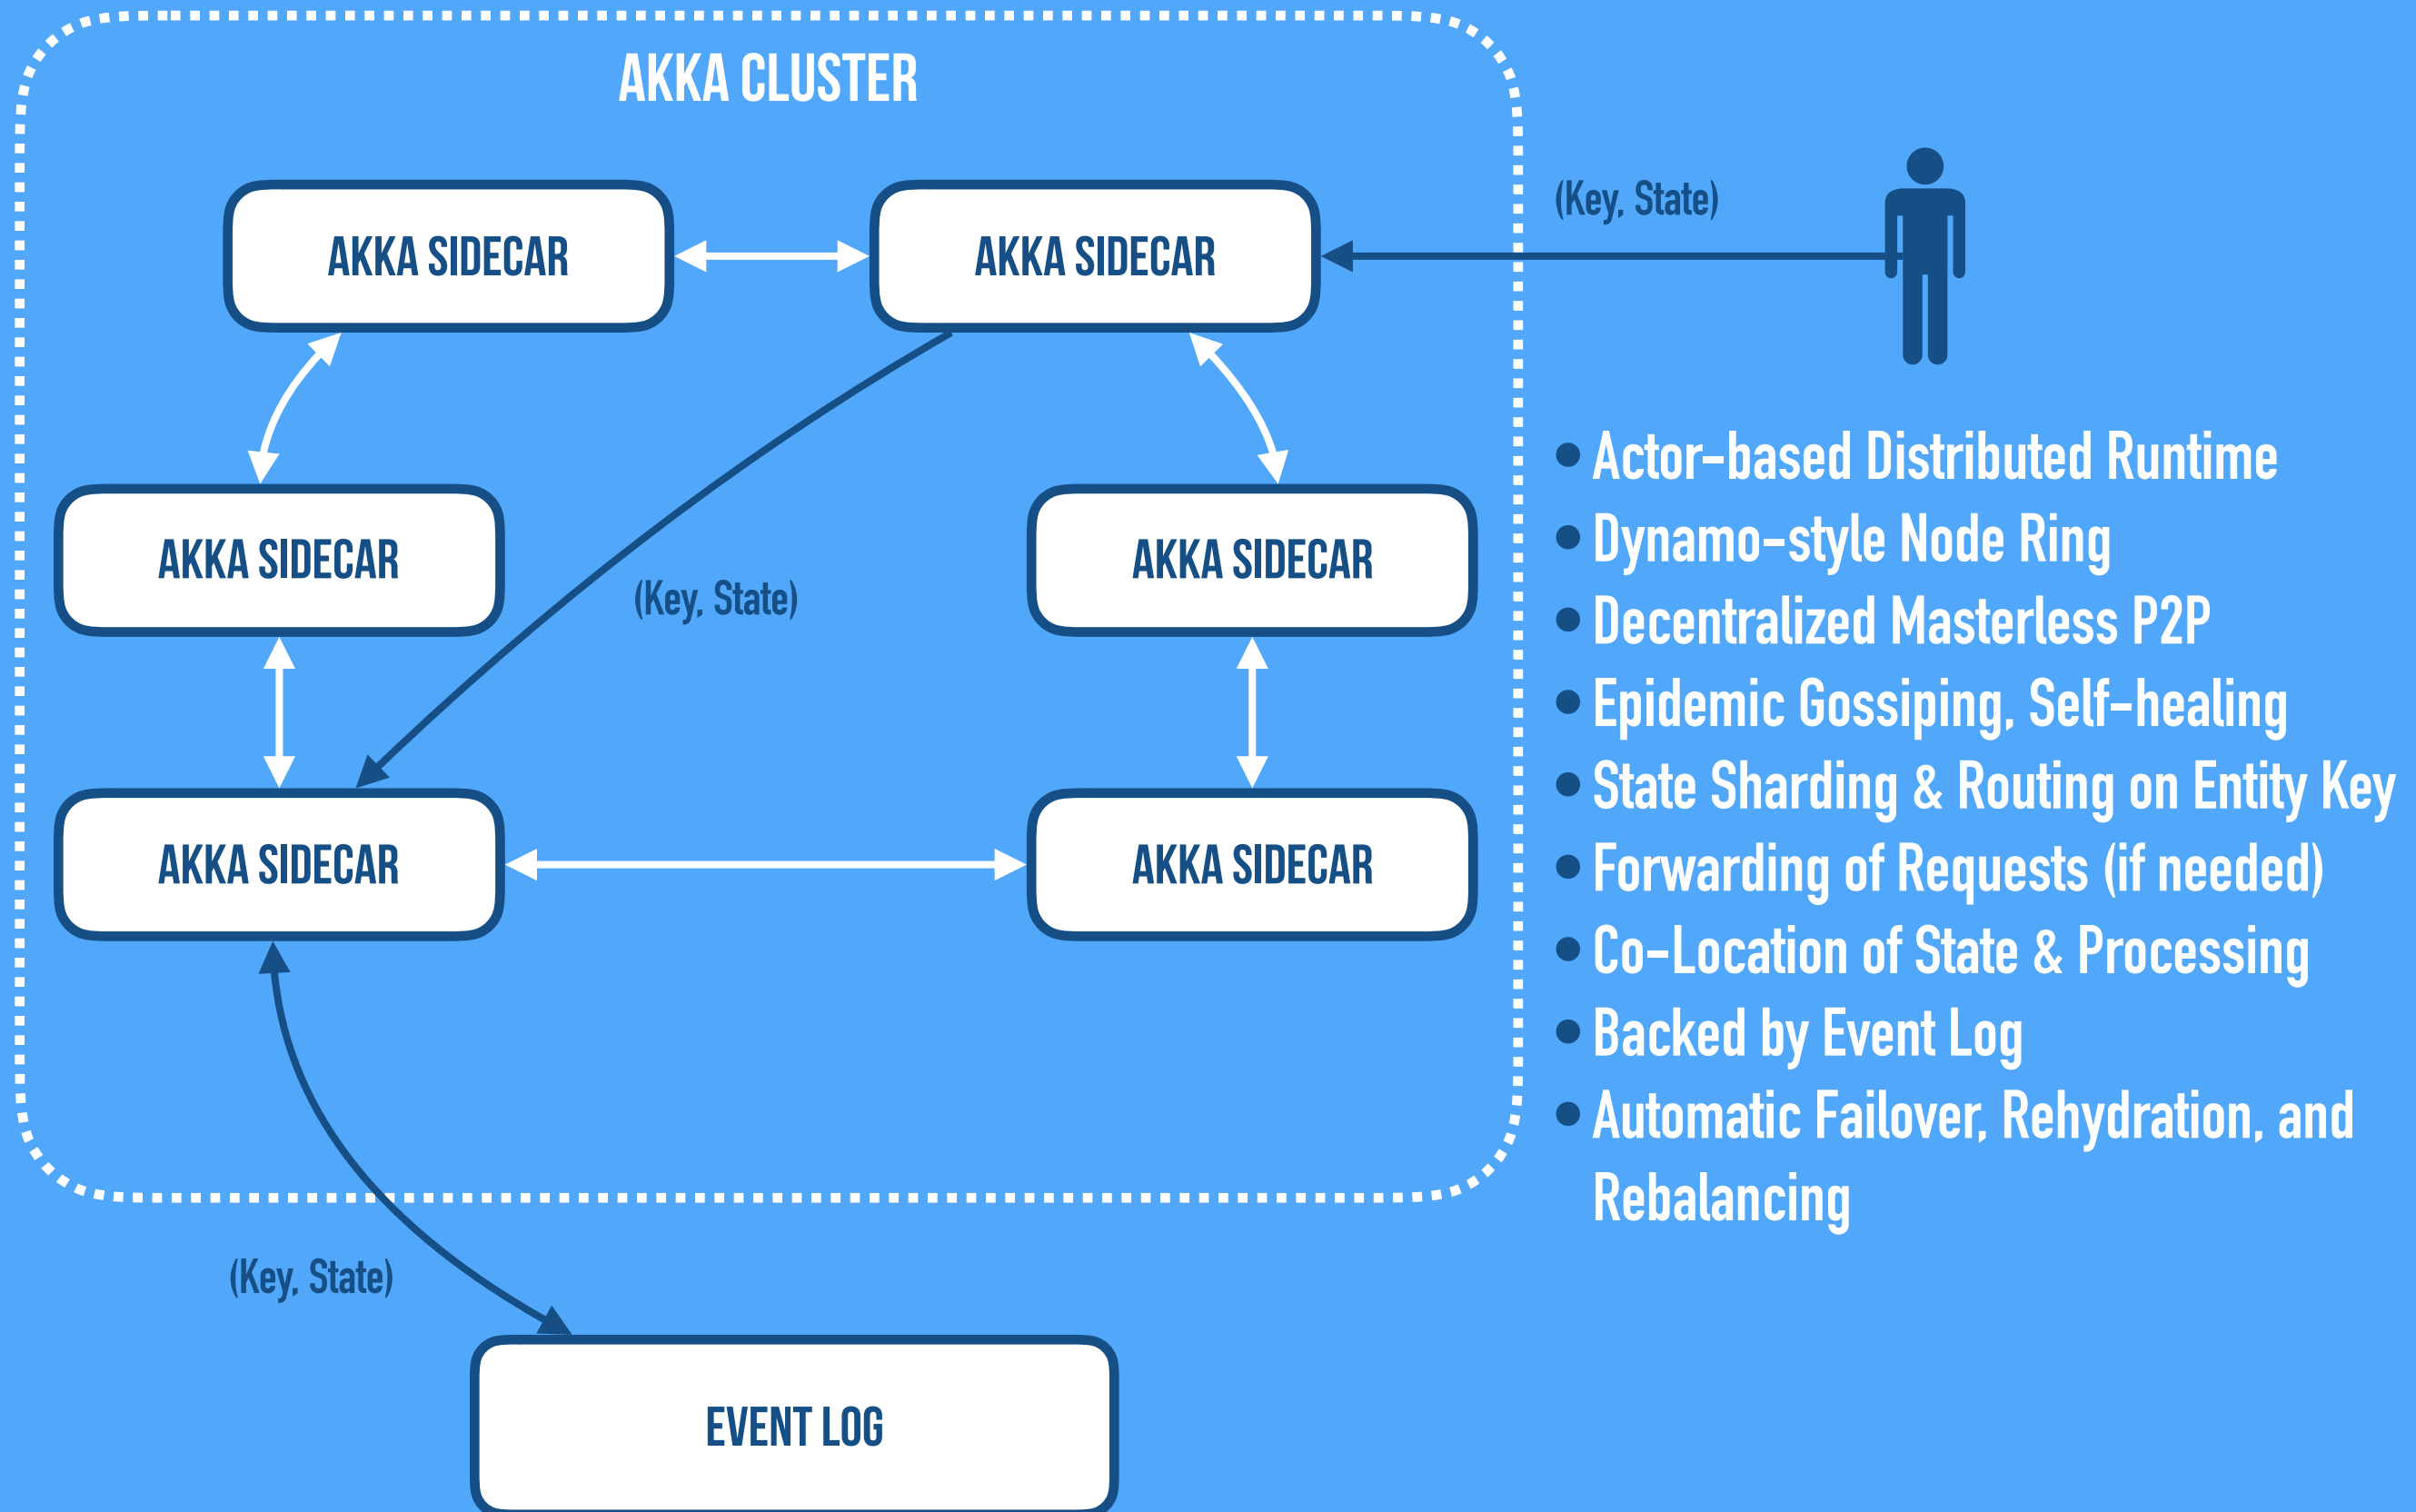 AKKA CLUSTER
AKKA SIDECAR
AKKA SIDECAR
(Key, State)
AKKA SIDECAR
(Key, State)
AKKA SIDECAR
AKKA SIDECAR
AKKA SIDECAR
(Key, State)
EVENT LOG
Actor-based Distributed Runtime
Dynamo-style Node Ring
Decentralized Masterless P2P
Epidemic Gossiping, Self-healing
State Sharding & Routing on Entity Key
Forwarding of Requests (if needed)
Co-Location of State & Processing
Backed by Event Log
Automatic Failover, Rehydration, and
Rebalancing